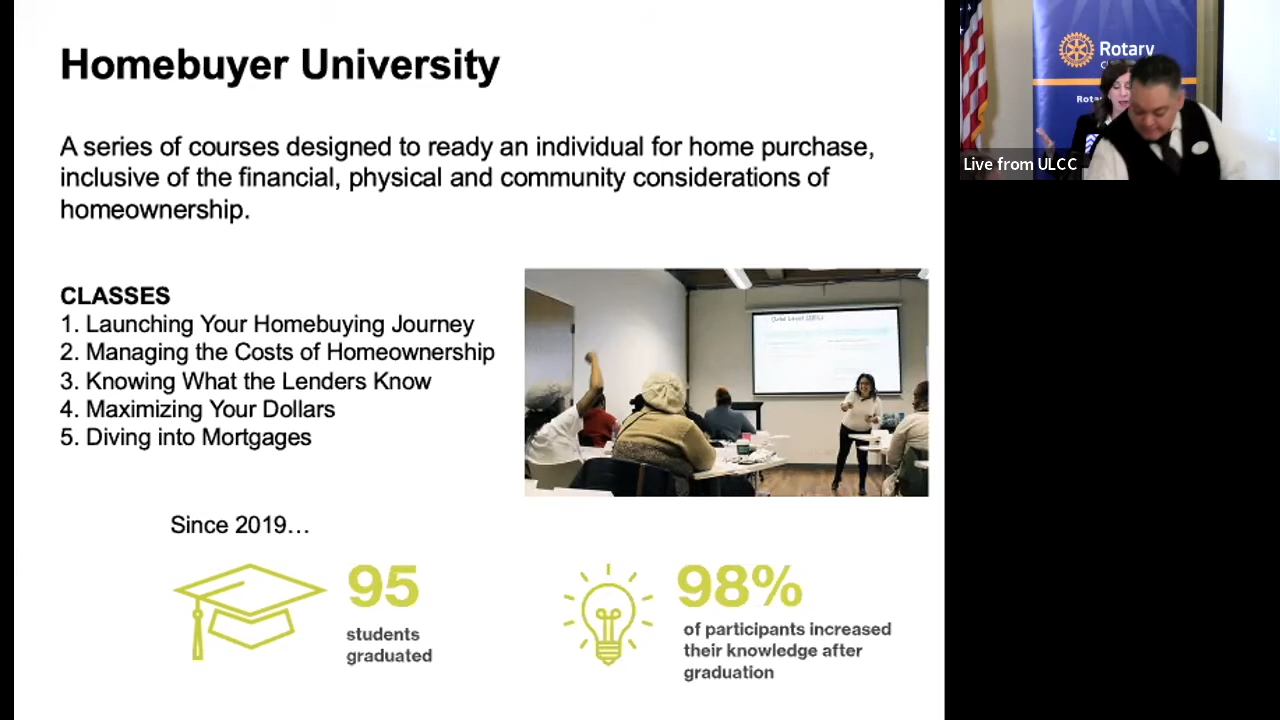 Homebuyer University
A series of courses designed to ready an individual for home purchase,
inclusive of the financial, physical and community considerations of
homeownership.
CLASSES
1. Launching Your Homebuying Journey
2. Managing the Costs of Homeownership
3. Knowing What the Lenders Know
4. Maximizing Your Dollars
5. Diving into Mortgages
Since 2019…
95
students
graduated
98%
of participants increased
their knowledge after
graduation
Rotary
Live from ULCC